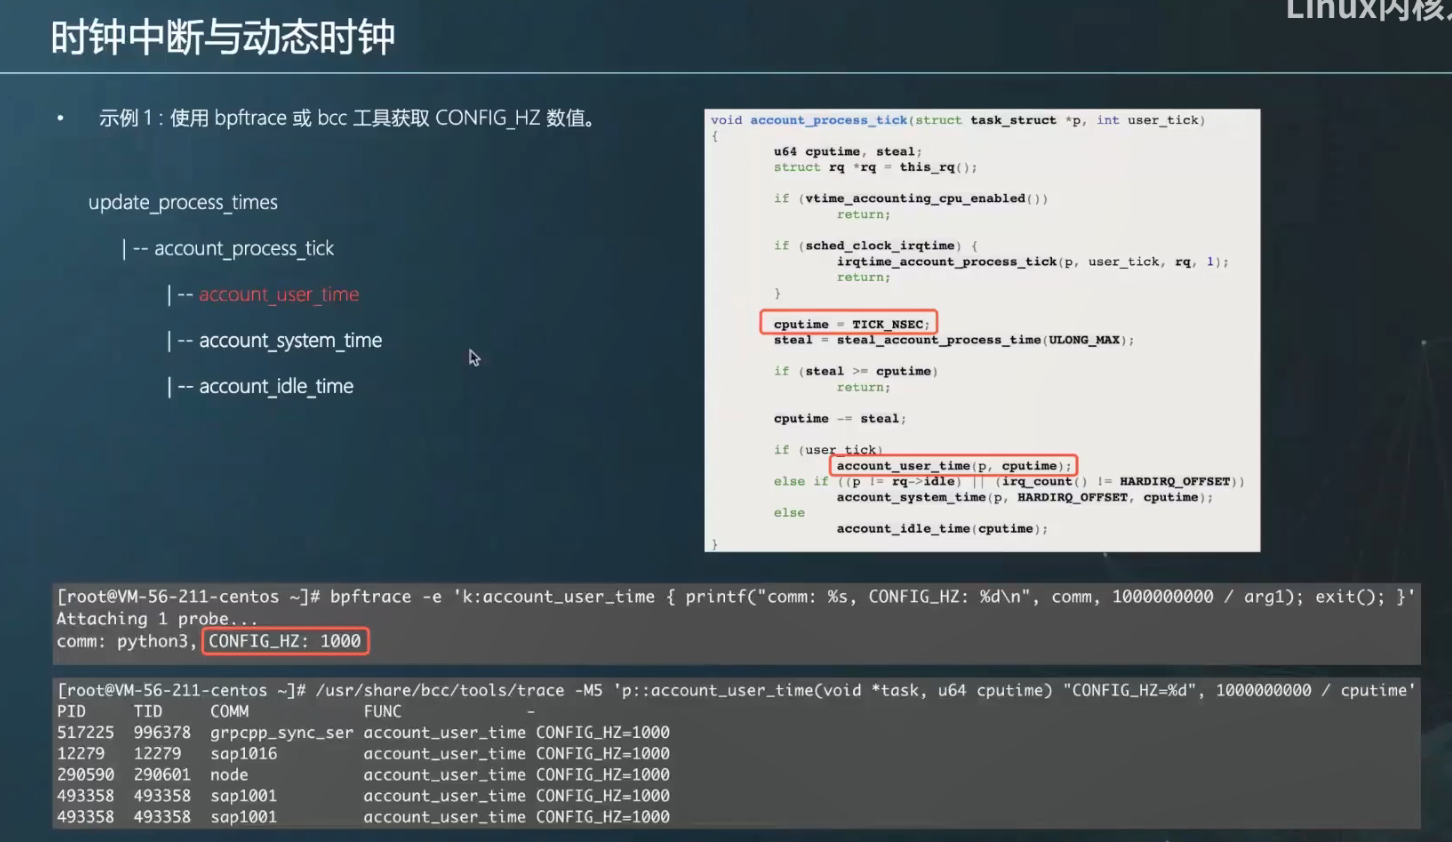 Linux内核
时钟中断与动态时钟
• 示例 1：使用 bpftrace 或 bcc 工具获取 CONFIG_HZ 数值。
update_process_times
|-- account_process_tick
|-- account_user_time
|-- account_system_time
|-- account_idle_time
void account_process_tick(struct task_struct *p, int user_tick)
{
u64 cputime, steal;
struct rq *rq = this_rq();
if (vtime_accounting_cpu_enabled())
return;
if (sched_clock_irqtime) {
irqtime_account_process_tick(p, user_tick, rq, 1);
return;
}
cputime = TICK_NSEC;
steal = steal_account_process_time(ULONG_MAX);
if (steal >= cputime)
return;
cputime -= steal;
if (user_tick)
account_user_time(p, cputime);
else if ((p != rq->idle) || (irq_count() != HARDIRQ_OFFSET))
account_system_time(p, HARDIRQ_OFFSET, cputime);
else
account_idle_time(cputime);
}
[root@VM-56-211-centos ~]# bpftrace -e 'k:account_user_time { printf("comm: %s, CONFIG_HZ: %d\n", comm, 1000000000 / arg1); exit(); }'
Attaching 1 probe...
comm: python3, CONFIG_HZ: 1000
[root@VM-56-211-centos ~]# /usr/share/bcc/tools/trace -M5 'p::account_user_time(void *task, u64 cputime) "CONFIG_HZ=%d", 1000000000 / cputime'
PID TID COMM FUNC -
517225 996378 grpcpp_sync_ser account_user_time CONFIG_HZ=1000
12279 12279 sap1016 account_user_time CONFIG_HZ=1000
290590 290601 node account_user_time CONFIG_HZ=1000
493358 493358 sap1001 account_user_time CONFIG_HZ=1000
493358 493358 sap1001 account_user_time CONFIG_HZ=1000